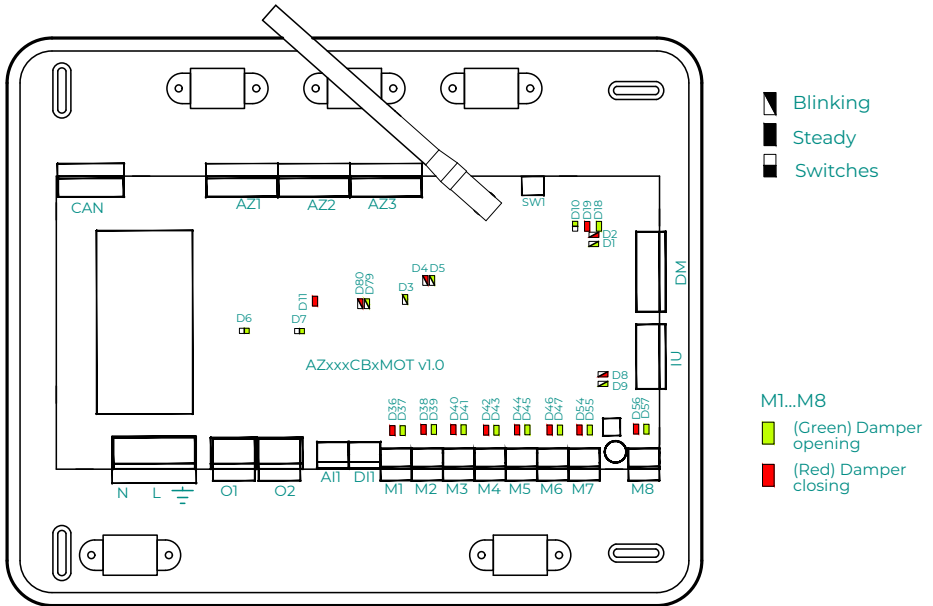 Blinking
Steady
Switches
CAN
AZ1
AZ2
AZ3
SW1
D10
D19
D18
D2
D1
D4
D5
D80
D79
D3
D11
D6
D7
DM
IU
AZxxxCBxMOT v1.0
D8
D9
D36
D37
D38
D39
D40
D41
D42
D43
D44
D45
D46
D47
D54
D55
D56
D57
M1...M8
(Green) Damper
opening
(Red) Damper
closing
N
L
O1
O2
AI1
DI1
M1
M2
M3
M4
M5
M6
M7
M8